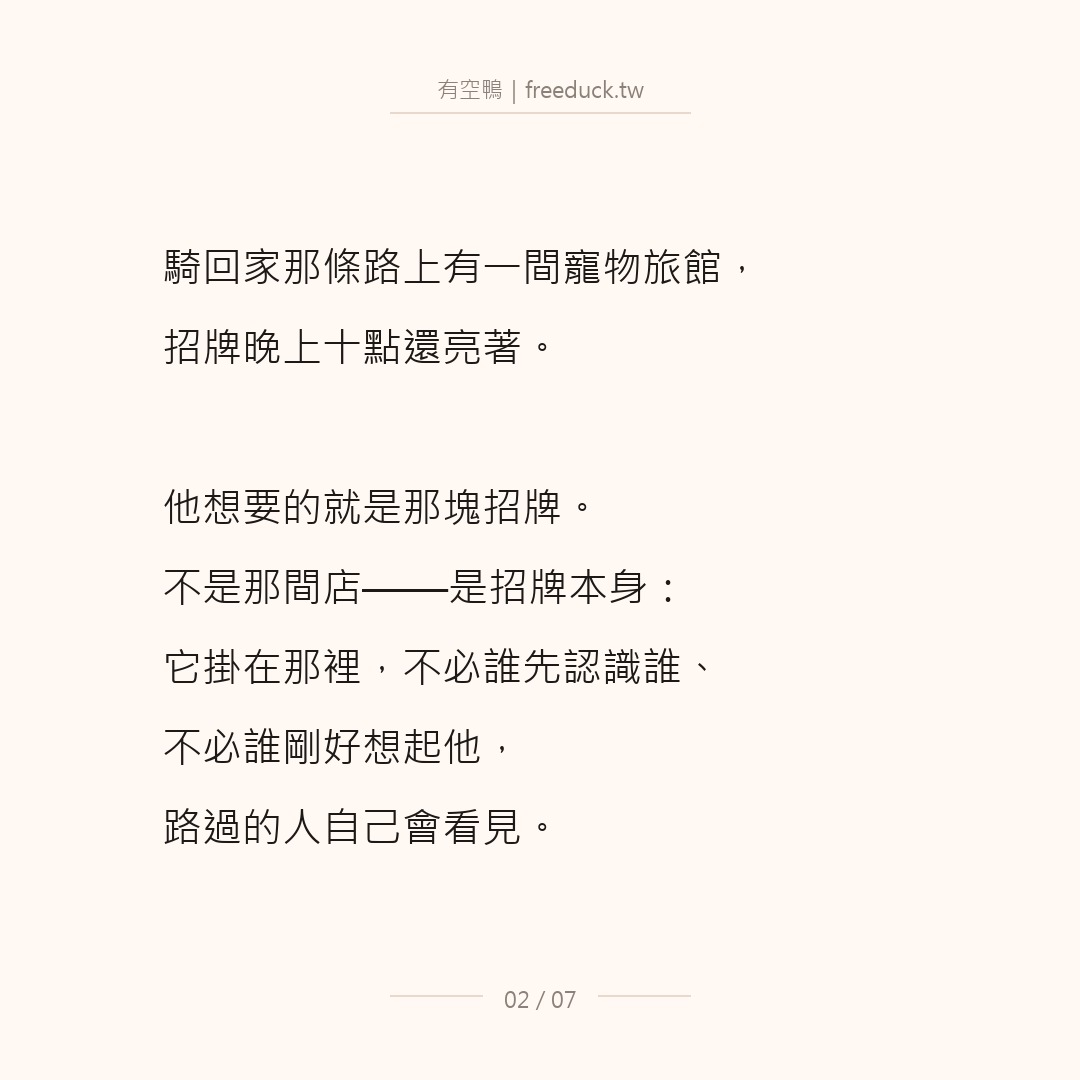 有空鴨 | freeduck.tw
騎回家那條路上有一間寵物旅館，
招牌晚上十點還亮著。
他想要的就是那塊招牌。
不是那間店——是招牌本身：
它掛在那裡，不必誰先認識誰、
不必誰剛好想起他，
路過的人自己會看見。
02 / 07